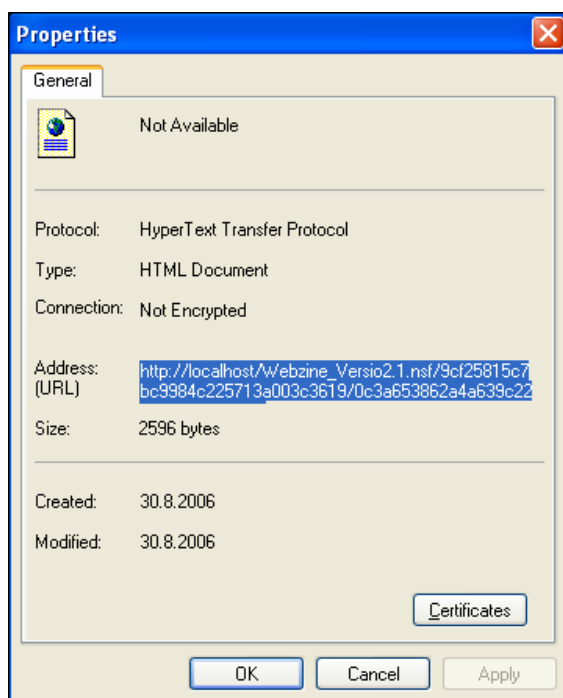 Properties
General
Not Available
Protocol: HyperText Transfer Protocol
Type: HTML Document
Connection: Not Encrypted
Address: http://localhost/Webzine_Versio2.1.nsf/9cf25815c7
(URL) bc9984c225713a003c3619/0c3a653862a4a639c22
Size: 2596 bytes
Created: 30.8.2006
Modified: 30.8.2006
Certificates
OK Cancel Apply